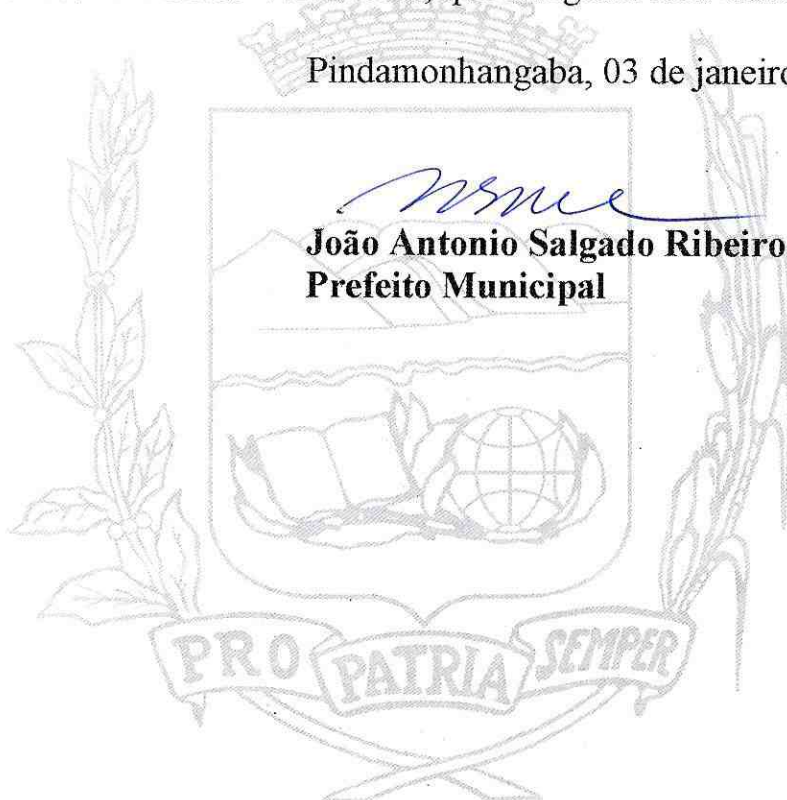 Pindamonhangaba, 03 de janeiro
João Antonio Salgado Ribeiro
Prefeito Municipal
PRO PATRIA SEMPER